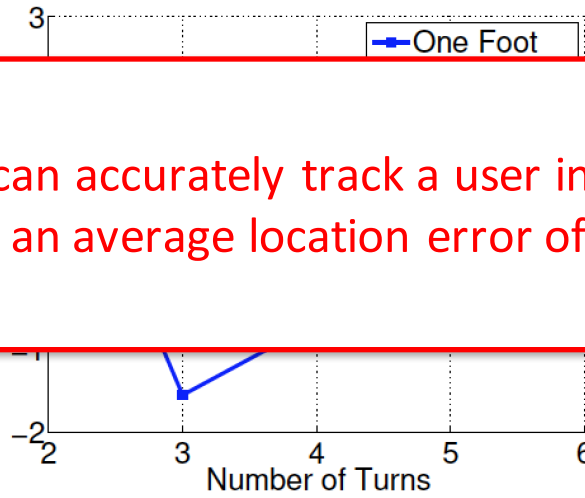 3
One Foot
can accurately track a user in
an average location error of
−1
−2
2 3 4 5 6
Number of Turns